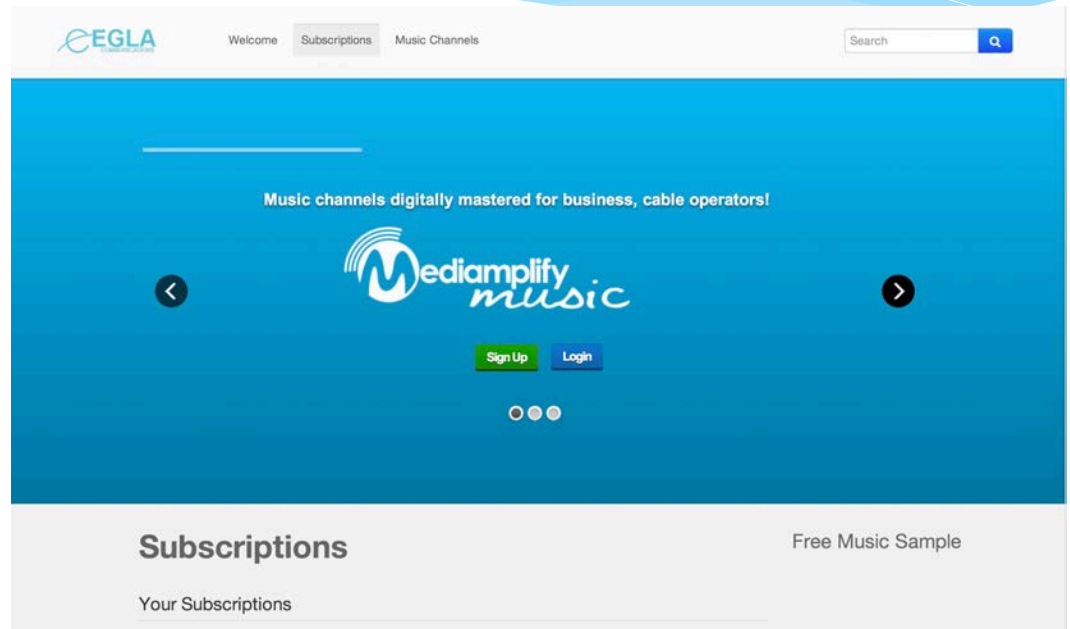 EGLA
COMMUNICATIONS
Welcome Subscriptions Music Channels
Search
Music channels digitally mastered for business, cable operators!
Mediamplify
music
Sign Up Login
Subscriptions
Free Music Sample
Your Subscriptions